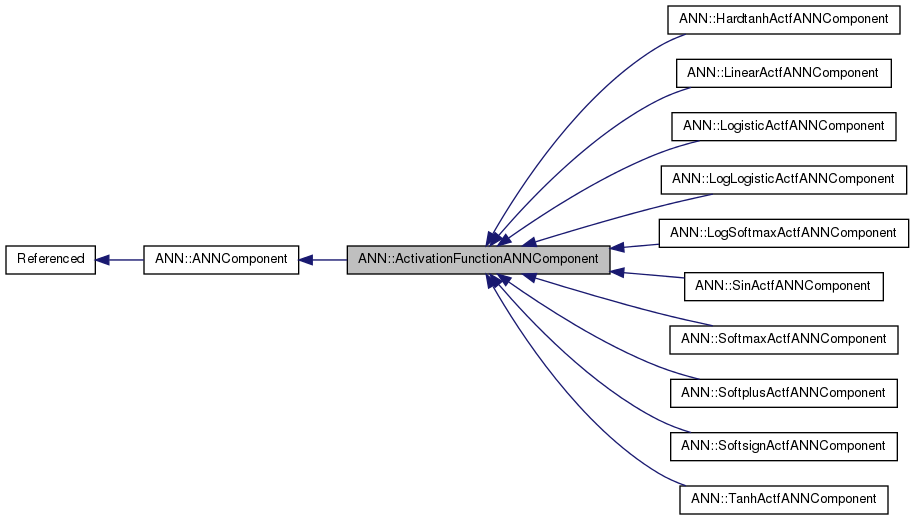 Referenced
ANN::ANNComponent
ANN::ActivationFunctionANNComponent
ANN::HardtanhActfANNComponent
ANN::LinearActfANNComponent
ANN::LogisticActfANNComponent
ANN::LogLogisticActfANNComponent
ANN::LogSoftmaxActfANNComponent
ANN::SinActfANNComponent
ANN::SoftmaxActfANNComponent
ANN::SoftplusActfANNComponent
ANN::SoftsignActfANNComponent
ANN::TanhActfANNComponent